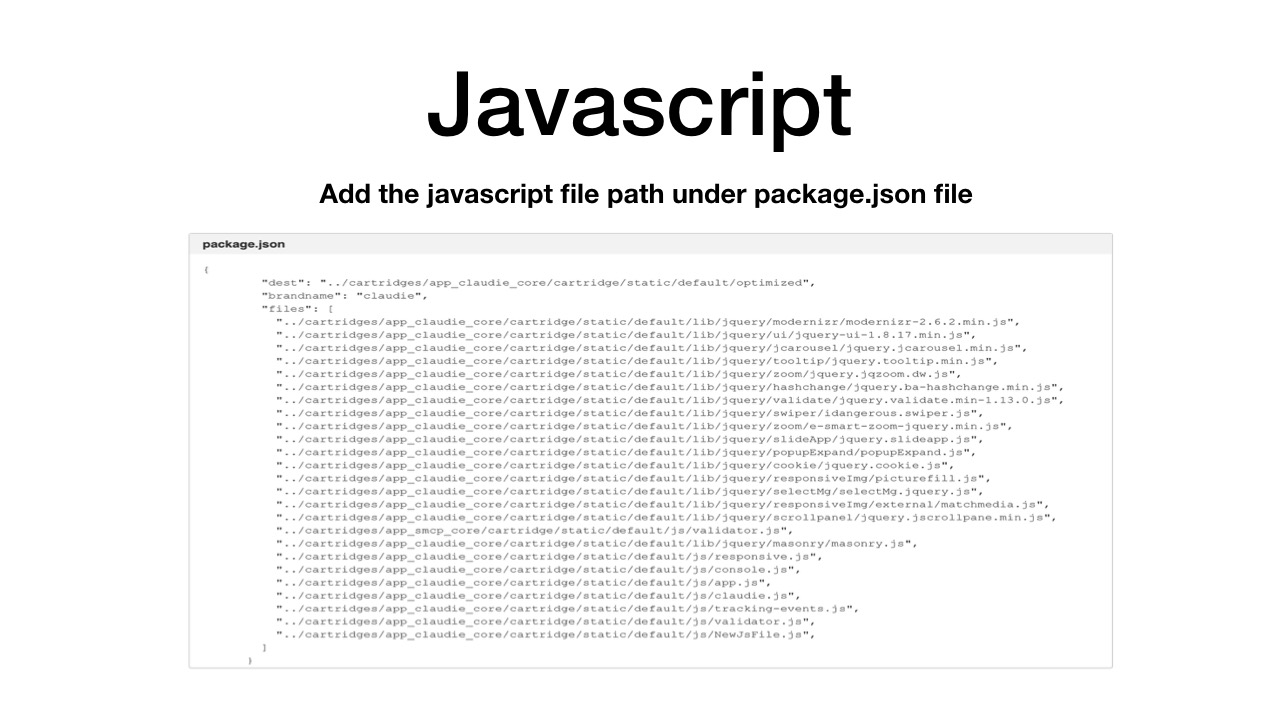 Javascript
Add the javascript file path under package.json file
package.json
{
"dest": "../cartridges/app_claudie_core/cartridge/static/default/optimized",
"brandname": "claudie",
"files": [
"../cartridges/app_claudie_core/cartridge/static/default/lib/jquery/modernizr/modernizr-2.6.2.min.js",
"../cartridges/app_claudie_core/cartridge/static/default/lib/jquery/ui/jquery-ui-1.8.17.min.js",
"../cartridges/app_claudie_core/cartridge/static/default/lib/jquery/jcarousel/jquery.jcarousel.min.js",
"../cartridges/app_claudie_core/cartridge/static/default/lib/jquery/tooltip/jquery.tooltip.min.js",
"../cartridges/app_claudie_core/cartridge/static/default/lib/jquery/zoom/jquery.jqzoom.dw.js",
"../cartridges/app_claudie_core/cartridge/static/default/lib/jquery/hashchange/jquery.ba-hashchange.min.js",
"../cartridges/app_claudie_core/cartridge/static/default/lib/jquery/validate/jquery.validate.min-1.13.0.js",
"../cartridges/app_claudie_core/cartridge/static/default/lib/jquery/swiper/idangerous.swiper.js",
"../cartridges/app_claudie_core/cartridge/static/default/lib/jquery/zoom/e-smart-zoom-jquery.min.js",
"../cartridges/app_claudie_core/cartridge/static/default/lib/jquery/slideApp/jquery.slideapp.js",
"../cartridges/app_claudie_core/cartridge/static/default/lib/jquery/popupExpand/popupExpand.js",
"../cartridges/app_claudie_core/cartridge/static/default/lib/jquery/cookie/jquery.cookie.js",
"../cartridges/app_claudie_core/cartridge/static/default/lib/jquery/responsiveImg/picturefill.js",
"../cartridges/app_claudie_core/cartridge/static/default/lib/jquery/selectMg/selectMg.jquery.js",
"../cartridges/app_claudie_core/cartridge/static/default/lib/jquery/responsiveImg/external/matchmedia.js",
"../cartridges/app_claudie_core/cartridge/static/default/lib/jquery/scrollpanel/jquery.jscrollpane.min.js",
"../cartridges/app_smcp_core/cartridge/static/default/js/validator.js",
"../cartridges/app_claudie_core/cartridge/static/default/lib/jquery/masonry/masonry.js",
"../cartridges/app_claudie_core/cartridge/static/default/js/responsive.js",
"../cartridges/app_claudie_core/cartridge/static/default/js/console.js",
"../cartridges/app_claudie_core/cartridge/static/default/js/app.js",
"../cartridges/app_claudie_core/cartridge/static/default/js/claudie.js",
"../cartridges/app_claudie_core/cartridge/static/default/js/tracking-events.js",
"../cartridges/app_claudie_core/cartridge/static/default/js/validator.js",
"../cartridges/app_claudie_core/cartridge/static/default/js/NewJsFile.js",
]
}